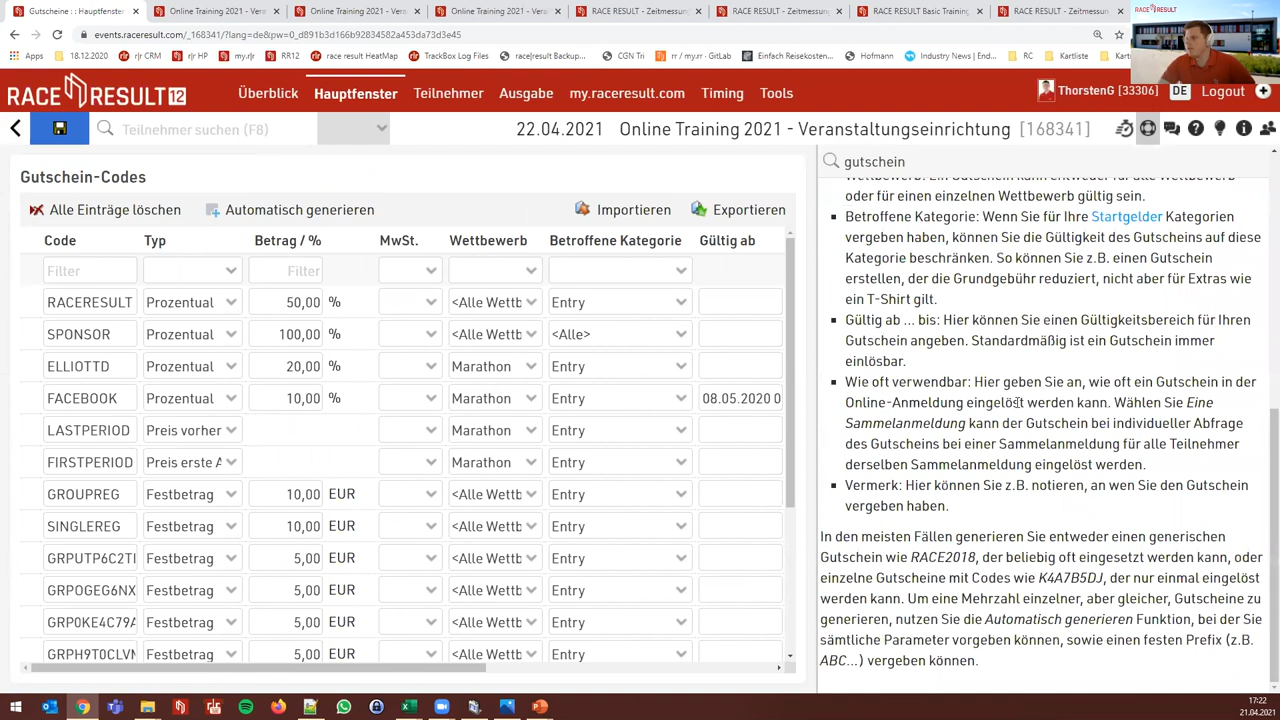 Gutscheine : : Hauptfenster
Online Training 2021 - Vera
Online Training 2021 - Vera
Online Training 2021 - Vera
RACE RESULT - Zeitmessung
RACE RESULT - Zeitmessung
RACE RESULT Basic Training
RACE RESULT - Zeitmessung
Apps
18.12.2020
r|r CRM
r|r HP
my.r|r
RR12
race result HeatMap
TrackBox Log Files
race|result Backup...
CGN Tri
rr / my.rr · GitLab
Einfach Reisekosten...
Hofmann
Industry News | End...
RC
Kartliste
RACE RESULT 12
Überblick
Hauptfenster
Teilnehmer
Ausgabe
my.raceresult.com
Timing
Tools
ThorstenG [33306]
DE
Logout
Teilnehmer suchen (F8)
22.04.2021
Online Training 2021 - Veranstaltungseinrichtung
[168341]
Gutschein-Codes
Alle Einträge löschen
Automatisch generieren
Importieren
Exportieren
Code Typ Betrag / % MwSt. Wettbewerb Betroffene Kategorie Gültig ab
Filter Filter
RACERESULT Prozentual 50,00 % <Alle Wettb Entry
SPONSOR Prozentual 100,00 % <Alle Wettb <Alle>
ELLIOTTD Prozentual 20,00 % Marathon Entry
FACEBOOK Prozentual 10,00 % Marathon Entry 08.05.2020 0
LASTPERIOD Preis vorher Marathon Entry
FIRSTPERIOD Preis erste A Marathon Entry
GROUPREG Festbetrag 10,00 EUR <Alle Wettb Entry
SINGLEREG Festbetrag 10,00 EUR <Alle Wettb Entry
GRPUTP6C2TI Festbetrag 5,00 EUR <Alle Wettb Entry
GRPOGEG6NX Festbetrag 5,00 EUR <Alle Wettb Entry
GRP0KE4C79A Festbetrag 5,00 EUR <Alle Wettb Entry
GRPH9T0CLVN Festbetrag 5,00 EUR <Alle Wettb Entry
gutschein
oder für einen einzelnen Wettbewerb gültig sein.
Betroffene Kategorie: Wenn Sie für Ihre Startgelder Kategorien
vergeben haben, können Sie die Gültigkeit des Gutscheins auf diese
Kategorie beschränken. So können Sie z.B. einen Gutschein
erstellen, der die Grundgebühr reduziert, nicht aber für Extras wie
ein T-Shirt gilt.
Gültig ab ... bis: Hier können Sie einen Gültigkeitsbereich für Ihren
Gutschein angeben. Standardmäßig ist ein Gutschein immer
einlösbar.
Wie oft verwendbar: Hier geben Sie an, wie oft ein Gutschein in der
Online-Anmeldung eingelöst werden kann. Wählen Sie Eine
Sammelanmeldung kann der Gutschein bei individueller Abfrage
des Gutscheins bei einer Sammelanmeldung für alle Teilnehmer
derselben Sammelanmeldung eingelöst werden.
Vermerk: Hier können Sie z.B. notieren, an wen Sie den Gutschein
vergeben haben.
In den meisten Fällen generieren Sie entweder einen generischen
Gutschein wie RACE2018, der beliebig oft eingesetzt werden kann, oder
einzelne Gutscheine mit Codes wie K4A7B5DJ, der nur einmal eingelöst
werden kann. Um eine Mehrzahl einzelner, aber gleicher, Gutscheine zu
generieren, nutzen Sie die Automatisch generieren Funktion, bei der Sie
sämtliche Parameter vorgeben können, sowie einen festen Prefix (z.B.
ABC...) vergeben können.
17:22
21.04.2021